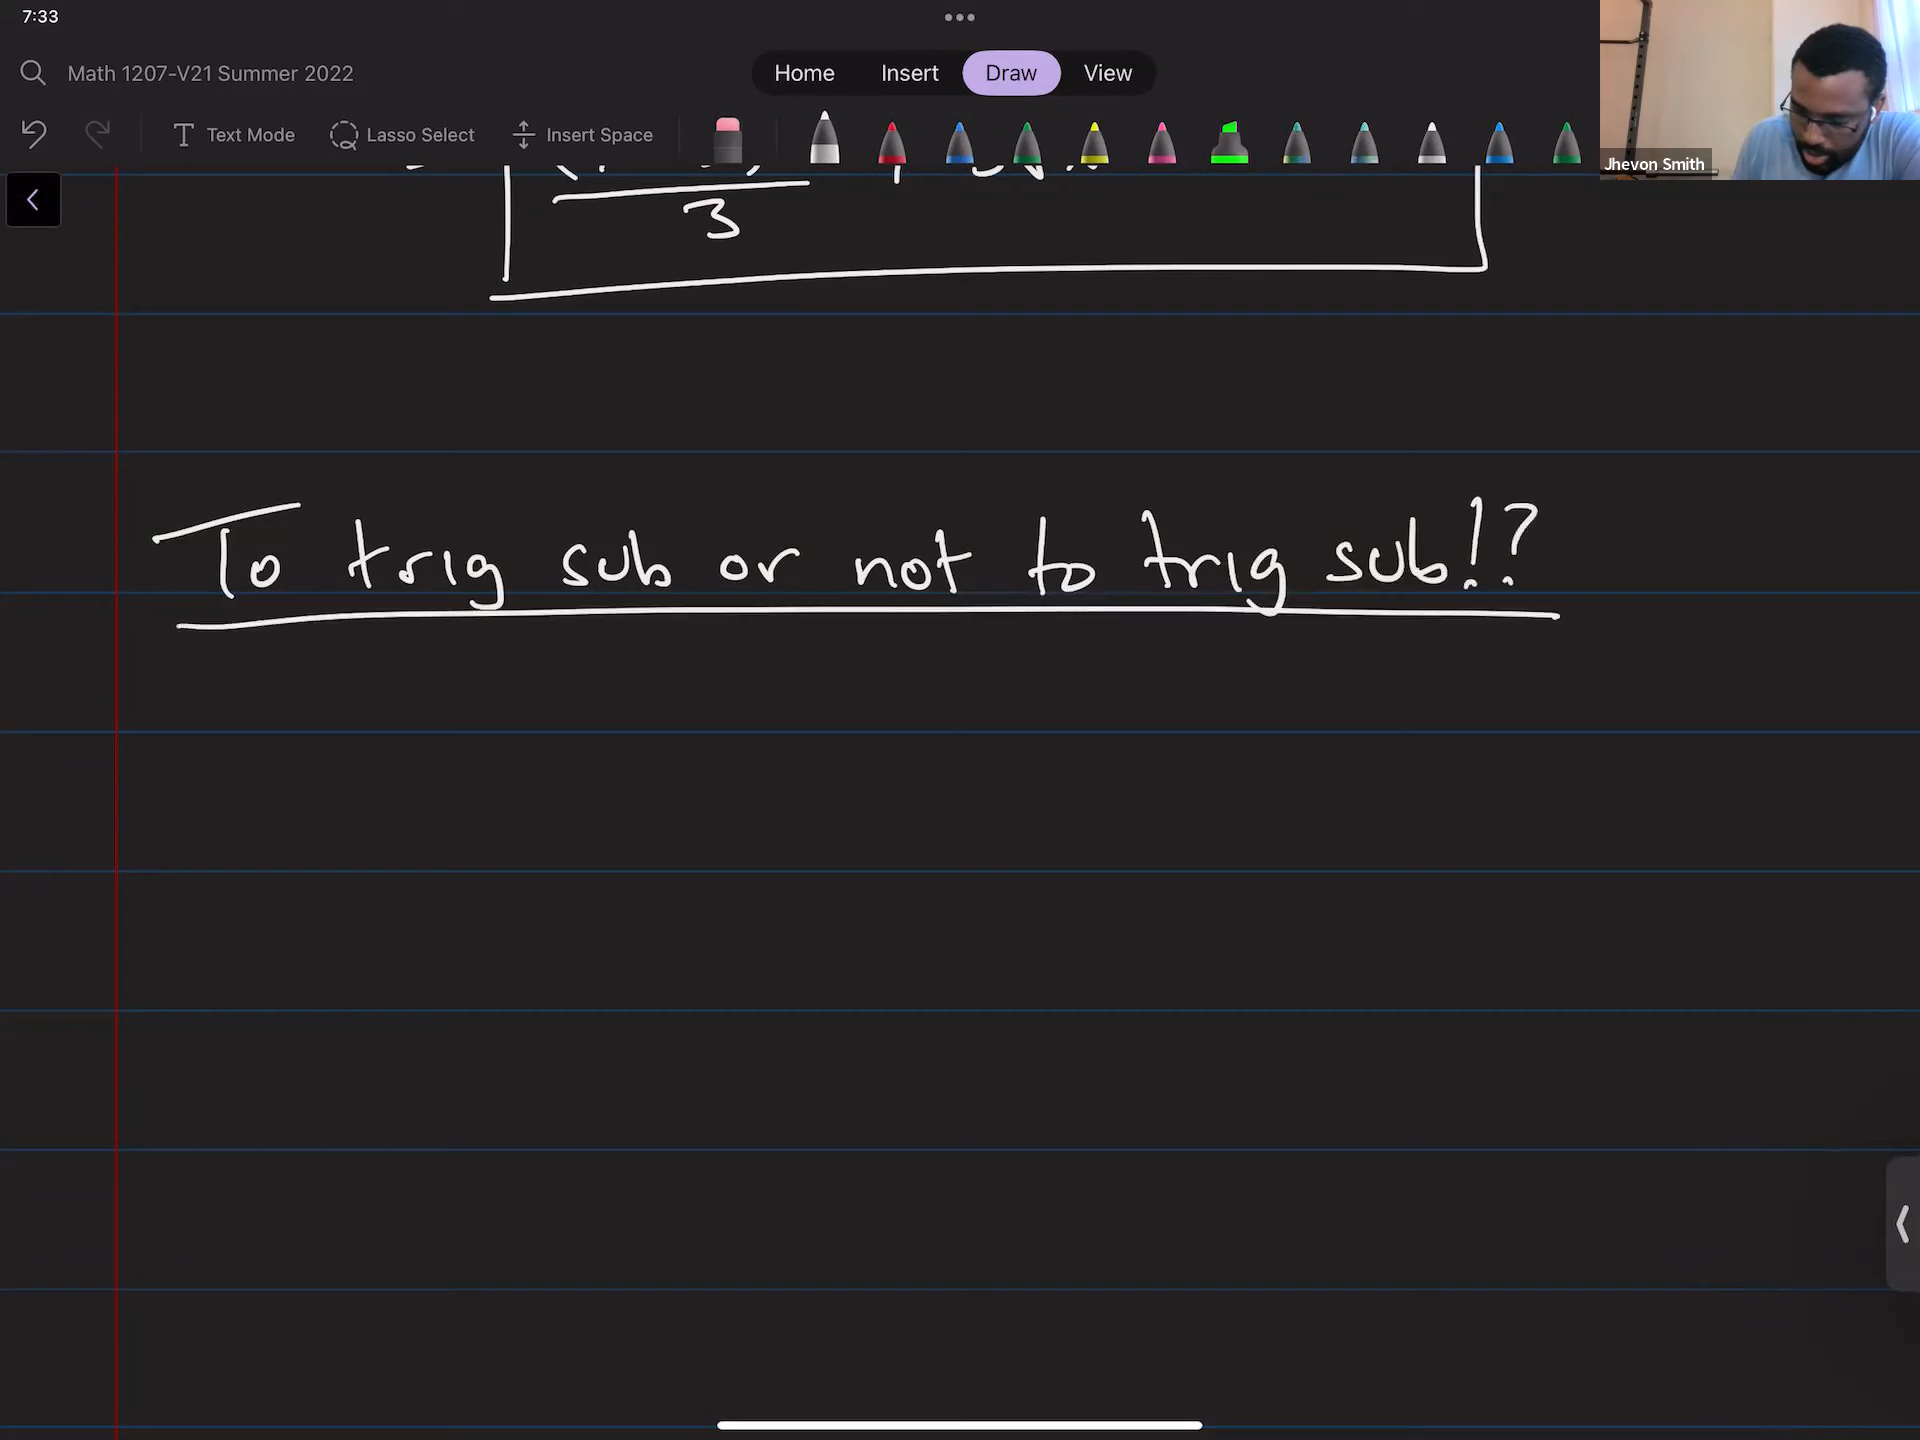 7:33
Math 1207-V21 Summer 2022
Home Insert Draw View
Text Mode Lasso Select Insert Space
Jhevon Smith
3
To trig sub or not to trig sub!?